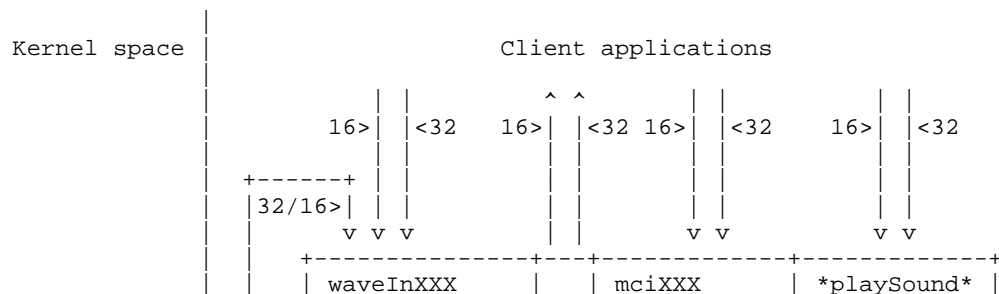 Kernel space | Client applications
16>| |<32 16>| |<32 16>| |<32 16>| |<32
|32/16>|
| waveInXXX | | mciXXX | *playSound* |